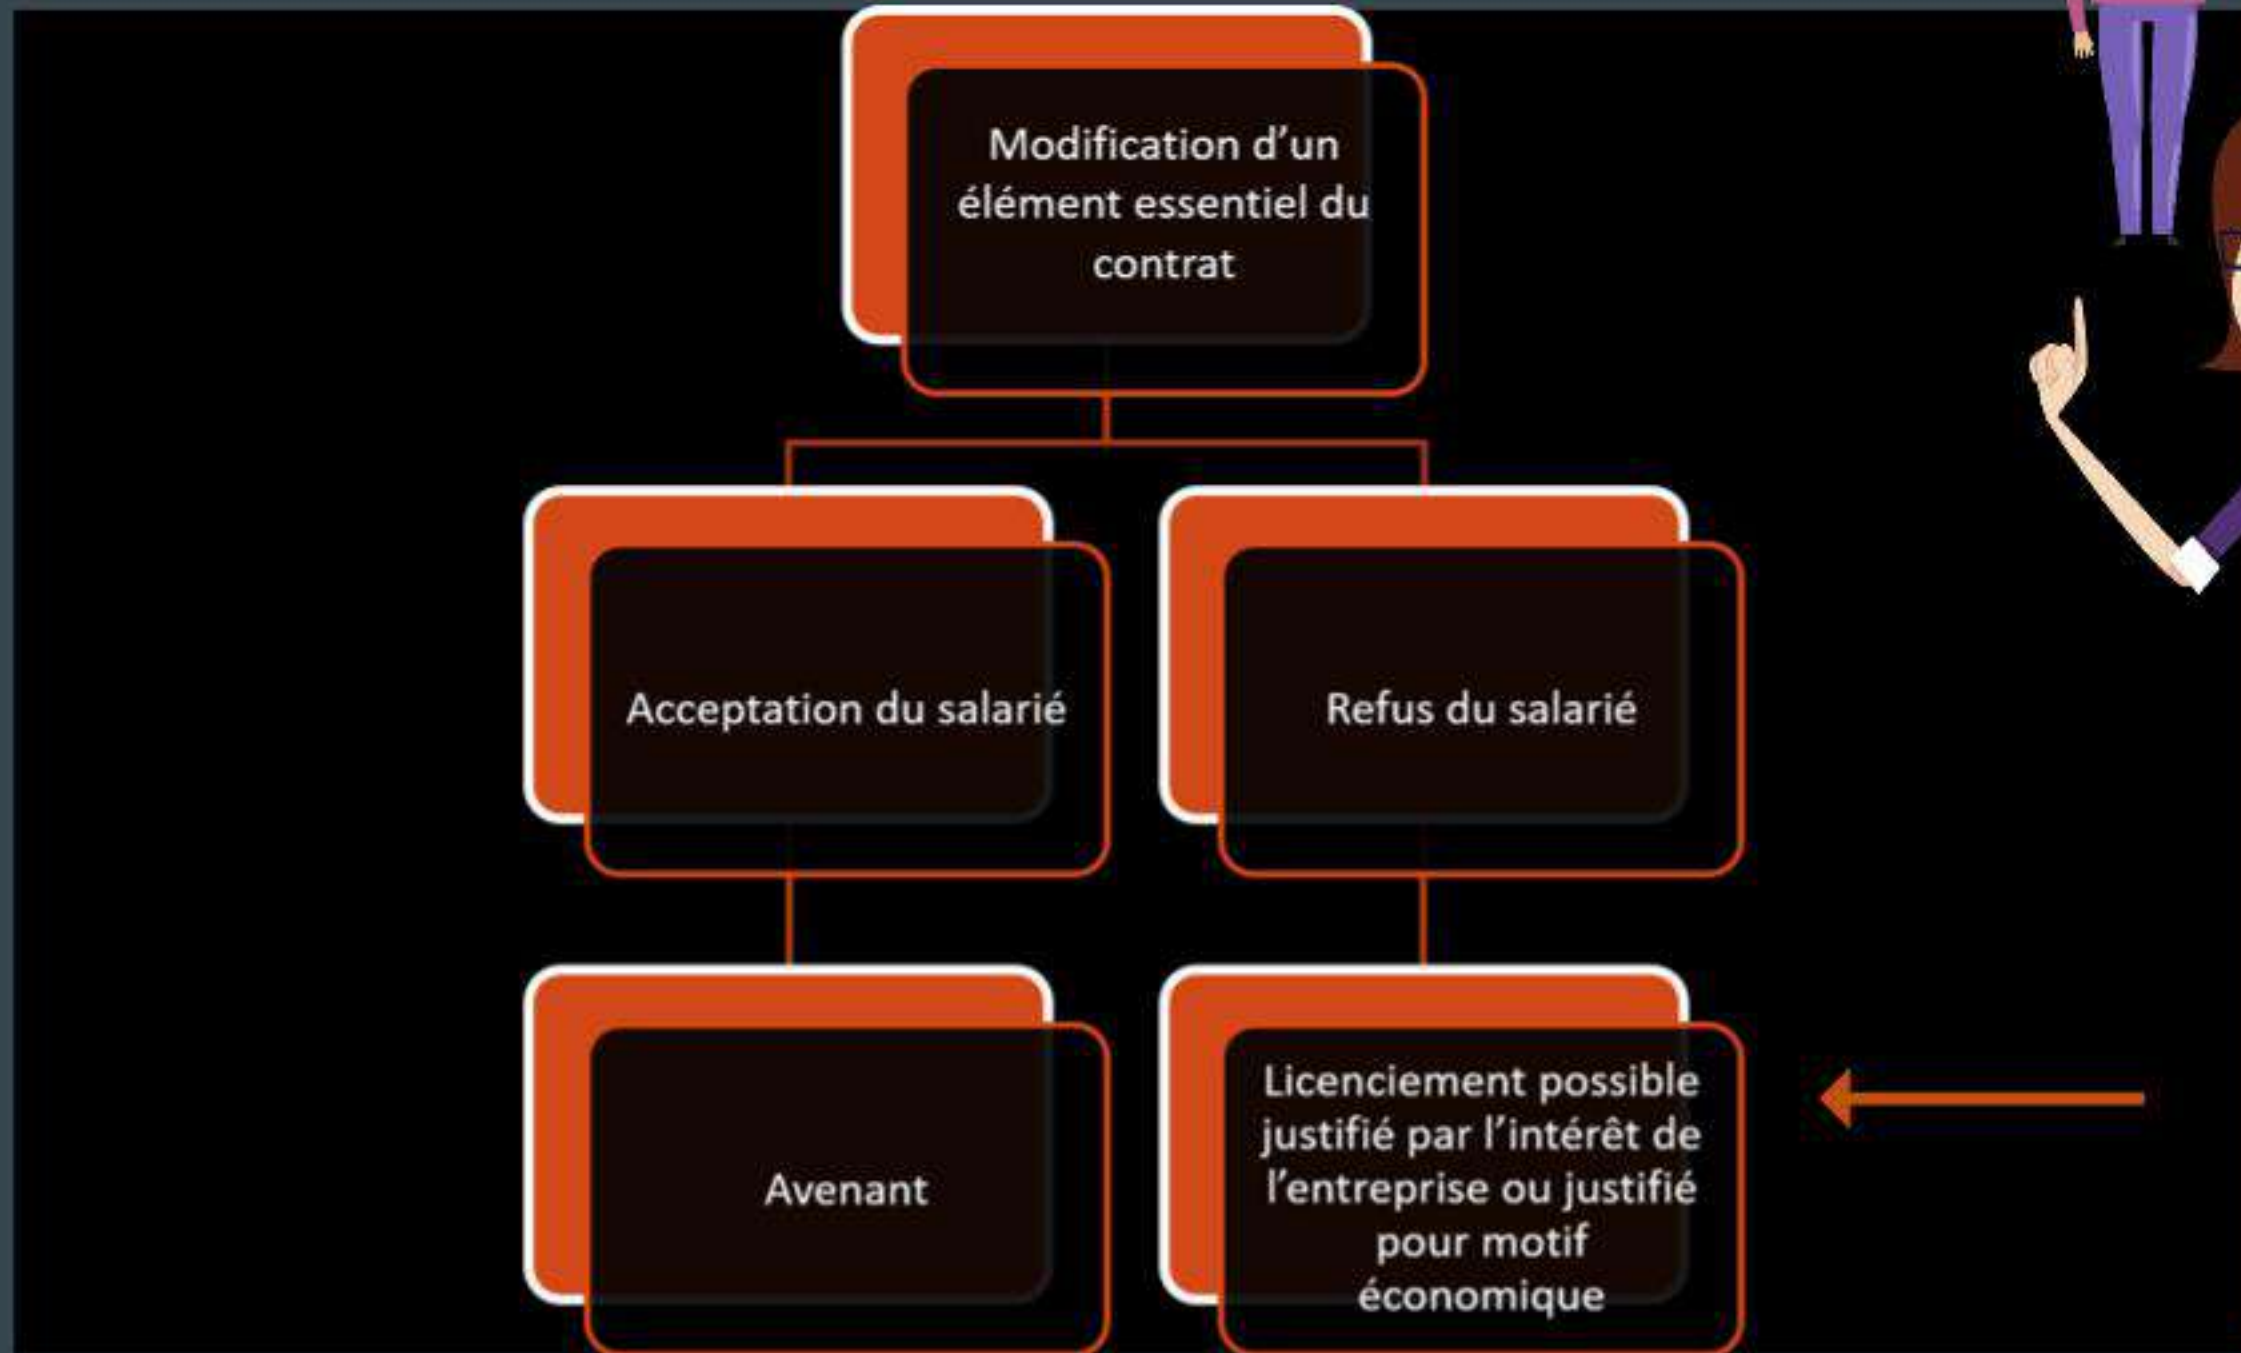 Modification d’un
élément essentiel du
contrat
Acceptation du salarié
Refus du salarié
Avenant
Licenciement possible
justifié par l’intérêt de
l’entreprise ou justifié
pour motif
économique